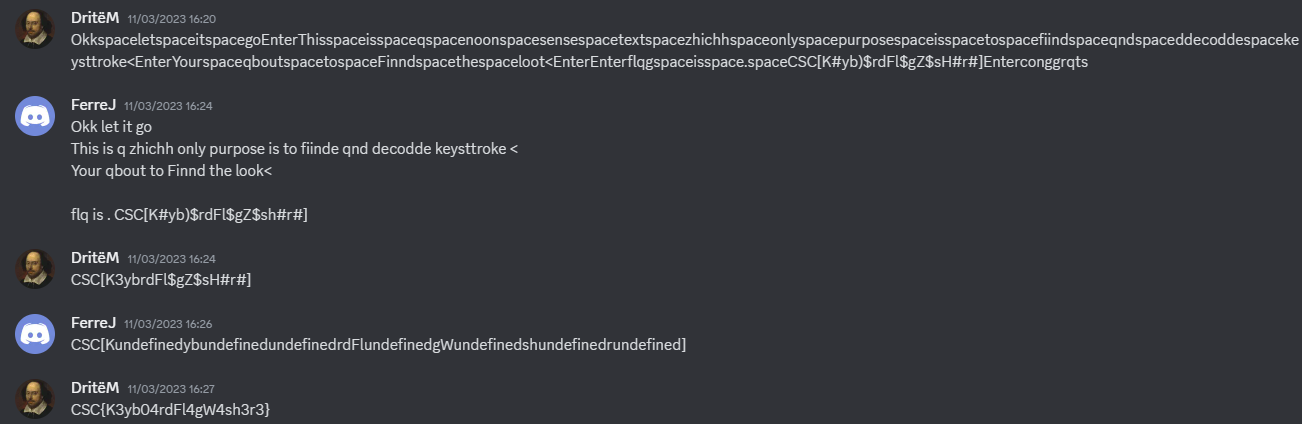 DritëM 11/03/2023 16:20
OkkspaceletspaceitspacegoEnterThisspaceisspaceqspacenoonspacesensespacetextspacezhichhspaceonlyspacepurposespaceisspacetospacefiindspaceqndspaceddecoddespaceke
ysttroke<EnterYourspaceqboutspacetospaceFinndspacethespaceloot<EnterEnterflqgspaceisspace.spaceCSC[K#yb)$rdFl$gZ$sH#r#]Enterconggrqts
FerreJ 11/03/2023 16:24
Okk let it go
This is q zhichh only purpose is to fiinde qnd decodde keysttroke <
Your qbout to Finnd the look<
flq is . CSC[K#yb)$rdFl$gZ$sh#r#]
DritëM 11/03/2023 16:24
CSC[K3ybrdFl$gZ$sH#r#]
FerreJ 11/03/2023 16:26
CSC[KundefinedybundefinedundefinedrdFlundefinedgWundefinedshundefinedrundefined]
DritëM 11/03/2023 16:27
CSC{K3yb04rdFl4gW4sh3r3}